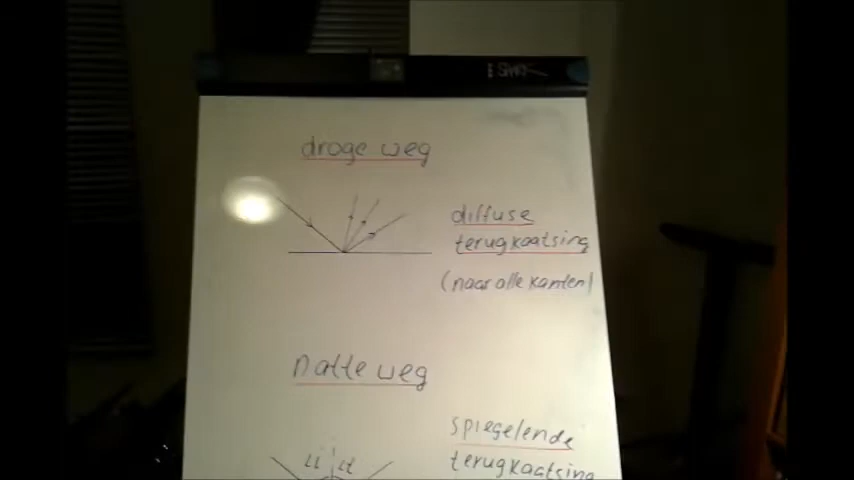 droge weg
diffuse
terugkaatsing
(naar alle kanten)
natte weg
spiegelende
terugkaatsing